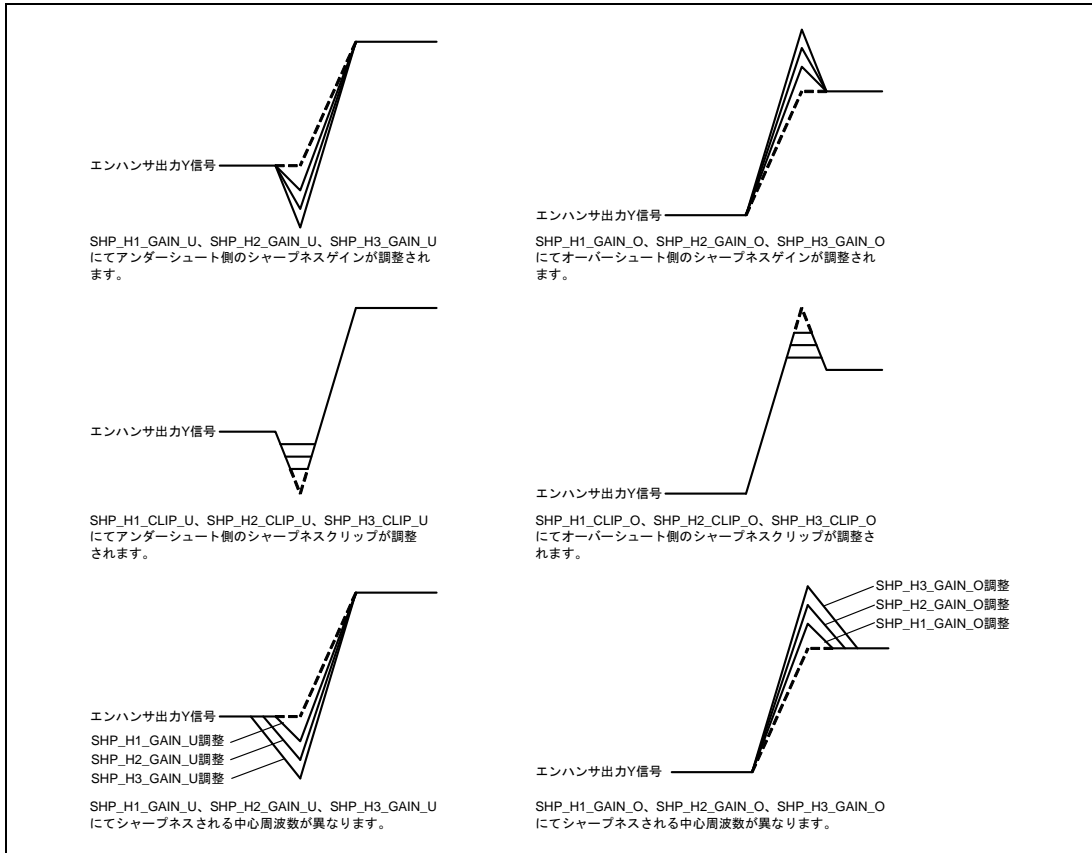 エンハンサ出力Y信号
SHP_H1_GAIN_U、SHP_H2_GAIN_U、SHP_H3_GAIN_U
にてアンダーシュート側のシャープネスゲインが調整され
ます。
エンハンサ出力Y信号
SHP_H1_GAIN_O、SHP_H2_GAIN_O、SHP_H3_GAIN_O
にてオーバーシュート側のシャープネスゲインが調整され
ます。
エンハンサ出力Y信号
SHP_H1_CLIP_U、SHP_H2_CLIP_U、SHP_H3_CLIP_U
にてアンダーシュート側のシャープネスクリップが調整
されます。
エンハンサ出力Y信号
SHP_H1_CLIP_O、SHP_H2_CLIP_O、SHP_H3_CLIP_O
にてオーバーシュート側のシャープネスクリップが調整さ
れます。
エンハンサ出力Y信号
SHP_H1_GAIN_U調整
SHP_H2_GAIN_U調整
SHP_H3_GAIN_U調整
SHP_H1_GAIN_U、SHP_H2_GAIN_U、SHP_H3_GAIN_U
にてシャープネスされる中心周波数が異なります。
SHP_H3_GAIN_O調整
SHP_H2_GAIN_O調整
SHP_H1_GAIN_O調整
エンハンサ出力Y信号
SHP_H1_GAIN_O、SHP_H2_GAIN_O、SHP_H3_GAIN_O
にてシャープネスされる中心周波数が異なります。